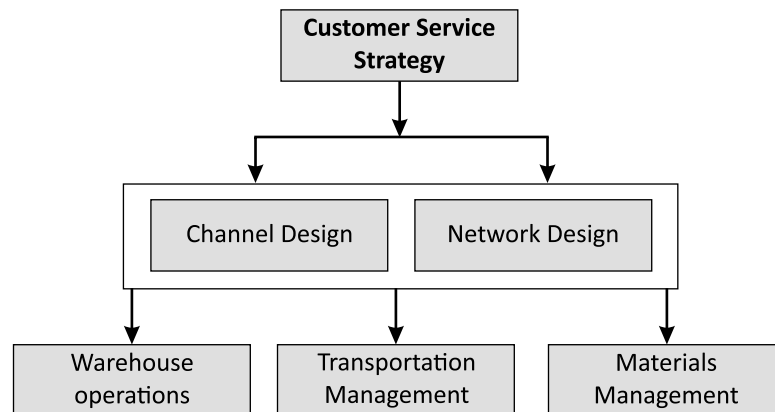 Customer Service
Strategy
Channel Design
Network Design
Warehouse
operations
Transportation
Management
Materials
Management